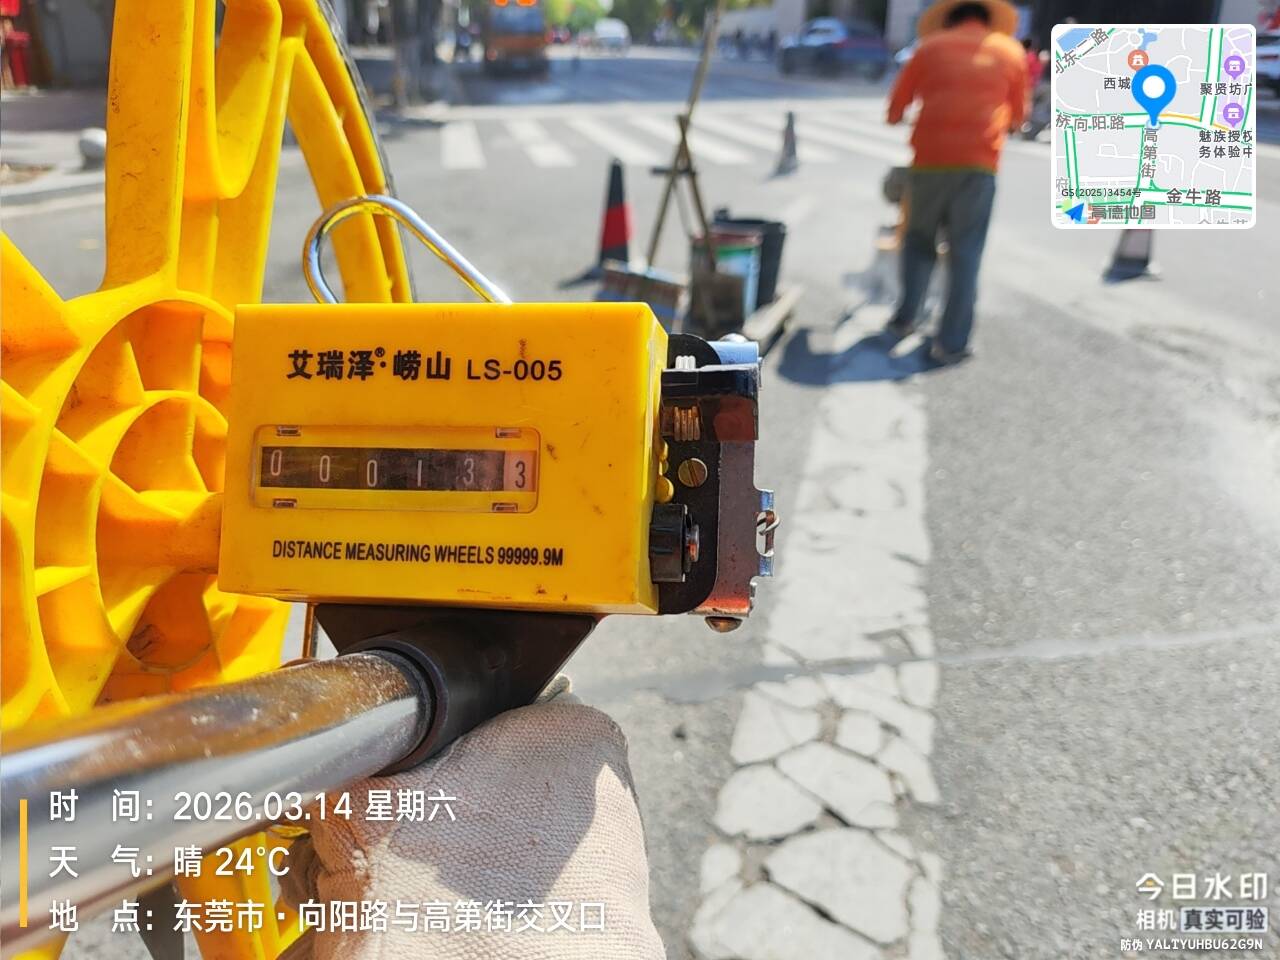 艾瑞泽®·崂山 LS-005
0 0 0 1 3 3
DISTANCE MEASURING WHEELS 99999.9M
西城
聚贤坊广
向阳路
高第街
魅族授权
务体验中
GS(2025)3454号
金牛路
高德地图
时 间: 2026.03.14 星期六
天 气: 晴 24°C
地 点: 东莞市·向阳路与高第街交叉口
今日水印
相机 真实可验
防伪 YALTYUHBU62G9N